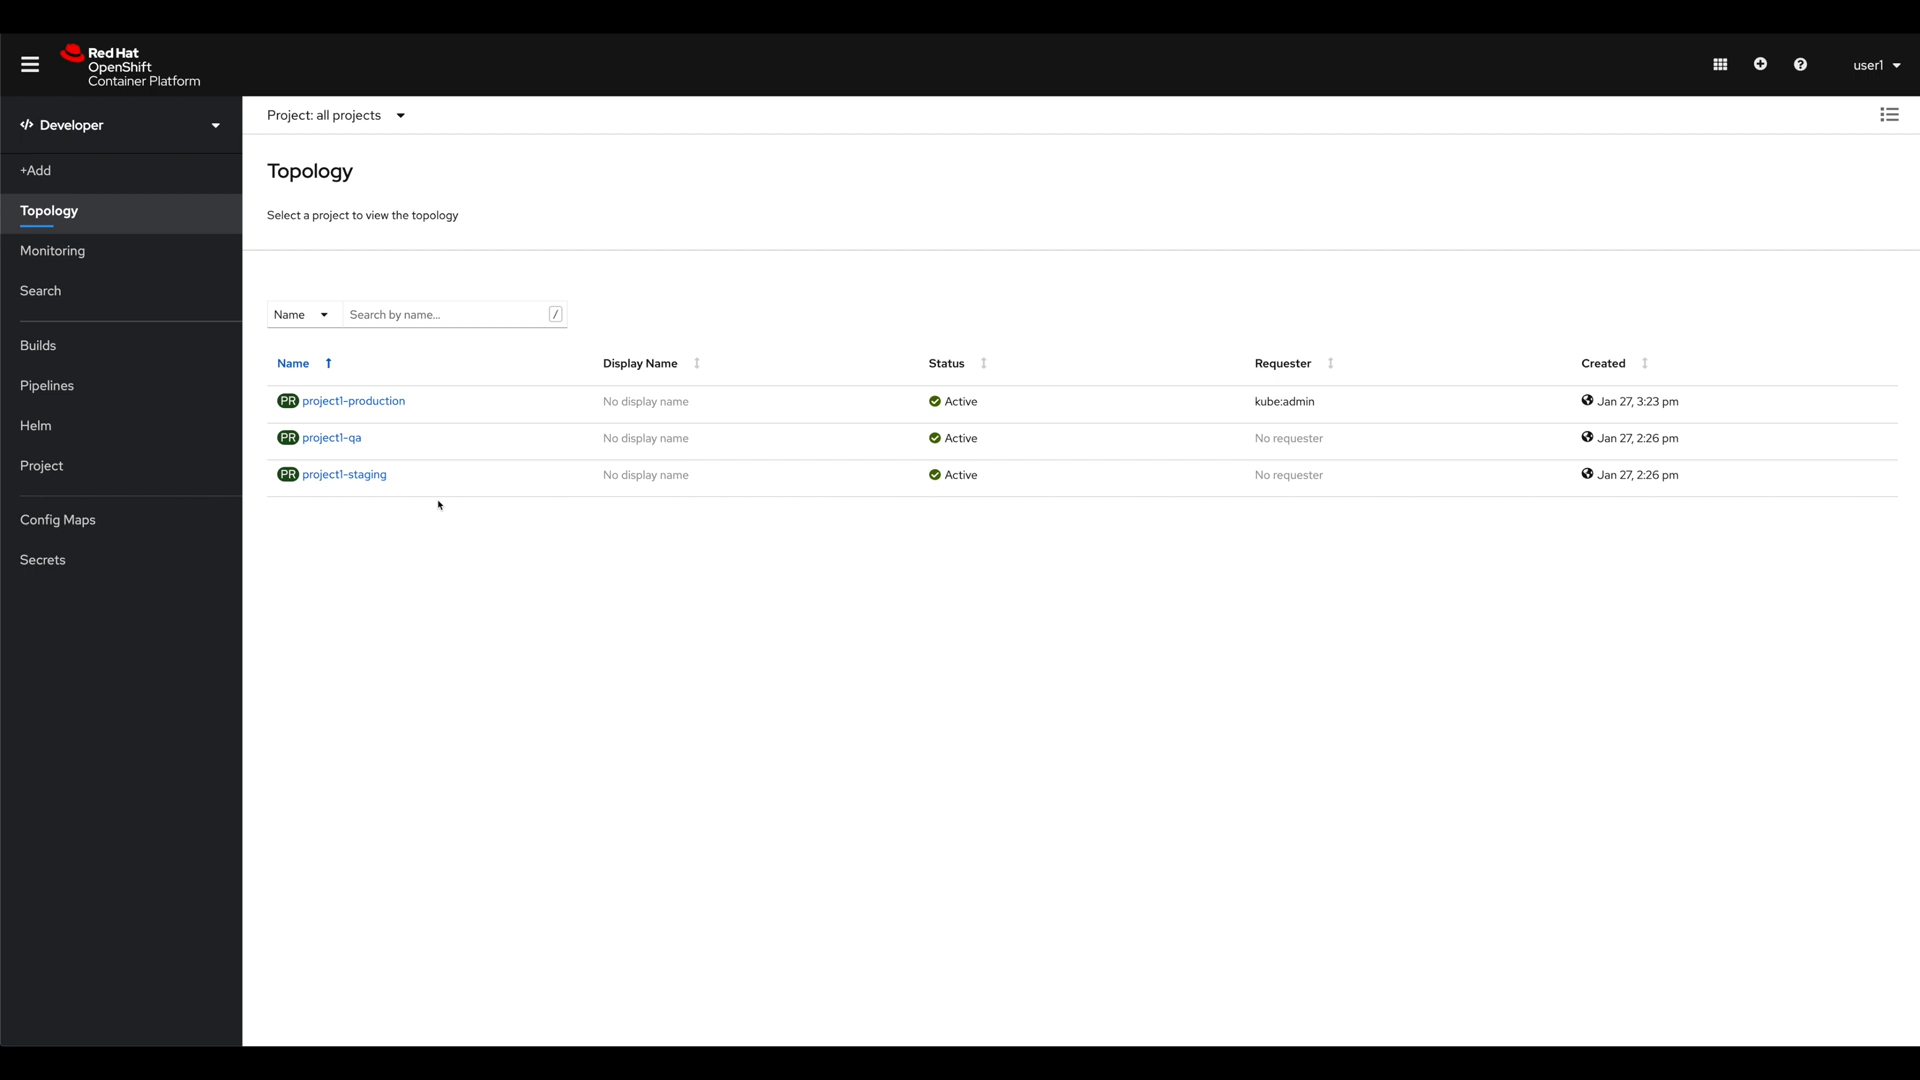 Red Hat
OpenShift
Container Platform
user1
Developer
+Add
Topology
Monitoring
Search
Builds
Pipelines
Helm
Project
Config Maps
Secrets
Project: all projects
Topology
Select a project to view the topology
Name Search by name... /
Name Display Name Status Requester Created
PR project1-production No display name Active kube:admin Jan 27, 3:23 pm
PR project1-qa No display name Active No requester Jan 27, 2:26 pm
PR project1-staging No display name Active No requester Jan 27, 2:26 pm